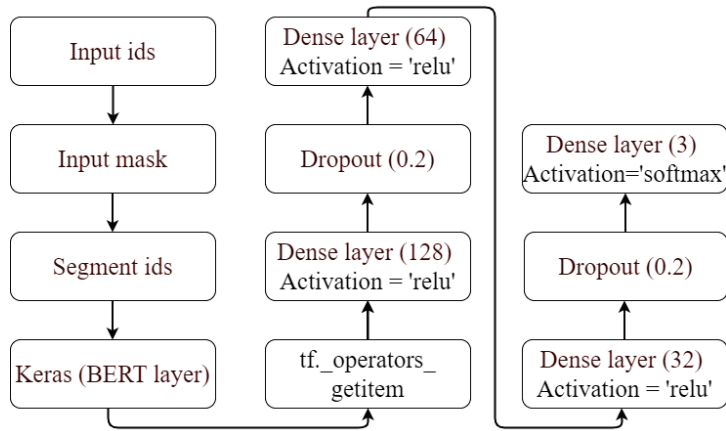 Input ids
Input mask
Segment ids
Keras (BERT layer)
tf._operators_
getitem
Dense layer (128)
Activation = 'relu'
Dropout (0.2)
Dense layer (64)
Activation = 'relu'
Dense layer (32)
Activation = 'relu'
Dropout (0.2)
Dense layer (3)
Activation='softmax'